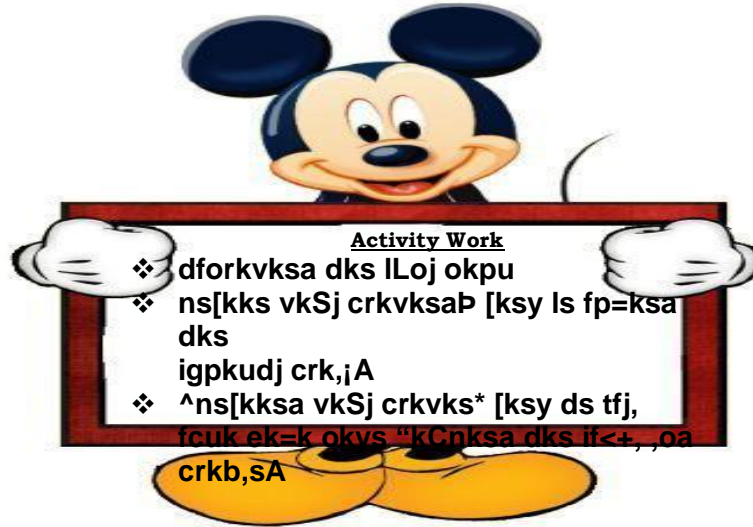 Activity Work
❖ dforkvksa dks lLoj okpu
❖ ns[kks vkSj crkvksaÞ [ksy ls fp=ksa
dks
igpkudj crk,¡A
❖ ^ns[kksa vkSj crkvks* [ksy ds tfj,
fcuk ek=k okys “kCnksa dks if<+, ,oa
crkb,sA